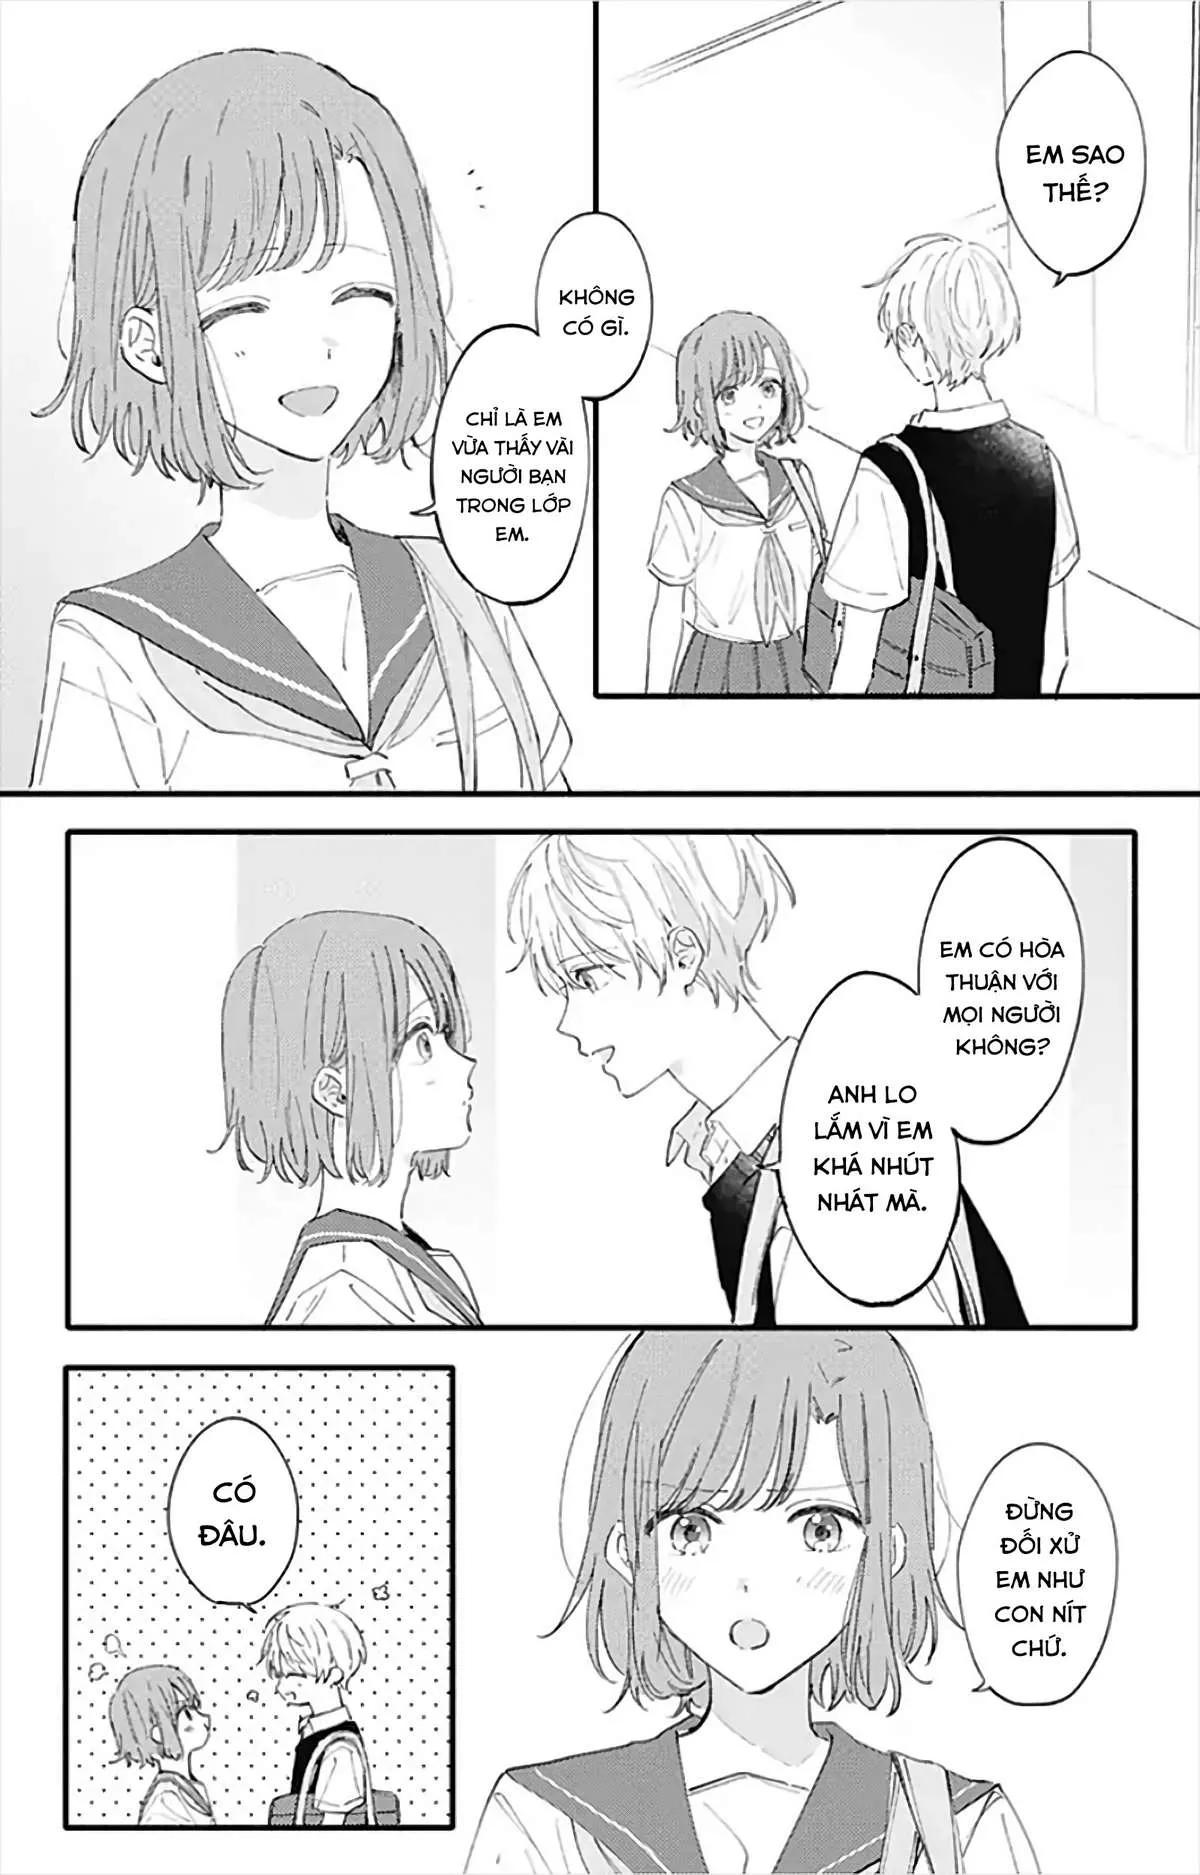 EM SAO
THẾ?
KHÔNG
CÓ GÌ.
CHỈ LÀ EM
VỪA THẤY VÀI
NGƯỜI BẠN
TRONG LỚP
EM.
EM CÓ HÒA
THUẬN VỚI
MỌI NGƯỜI
KHÔNG?
ANH LO
LẮM VÌ EM
KHÁ NHÚT
NHÁT MÀ.
ĐỪNG
ĐỐI XỬ
EM NHƯ
CON NÍT
CHỨ.
CÓ
ĐÂU.